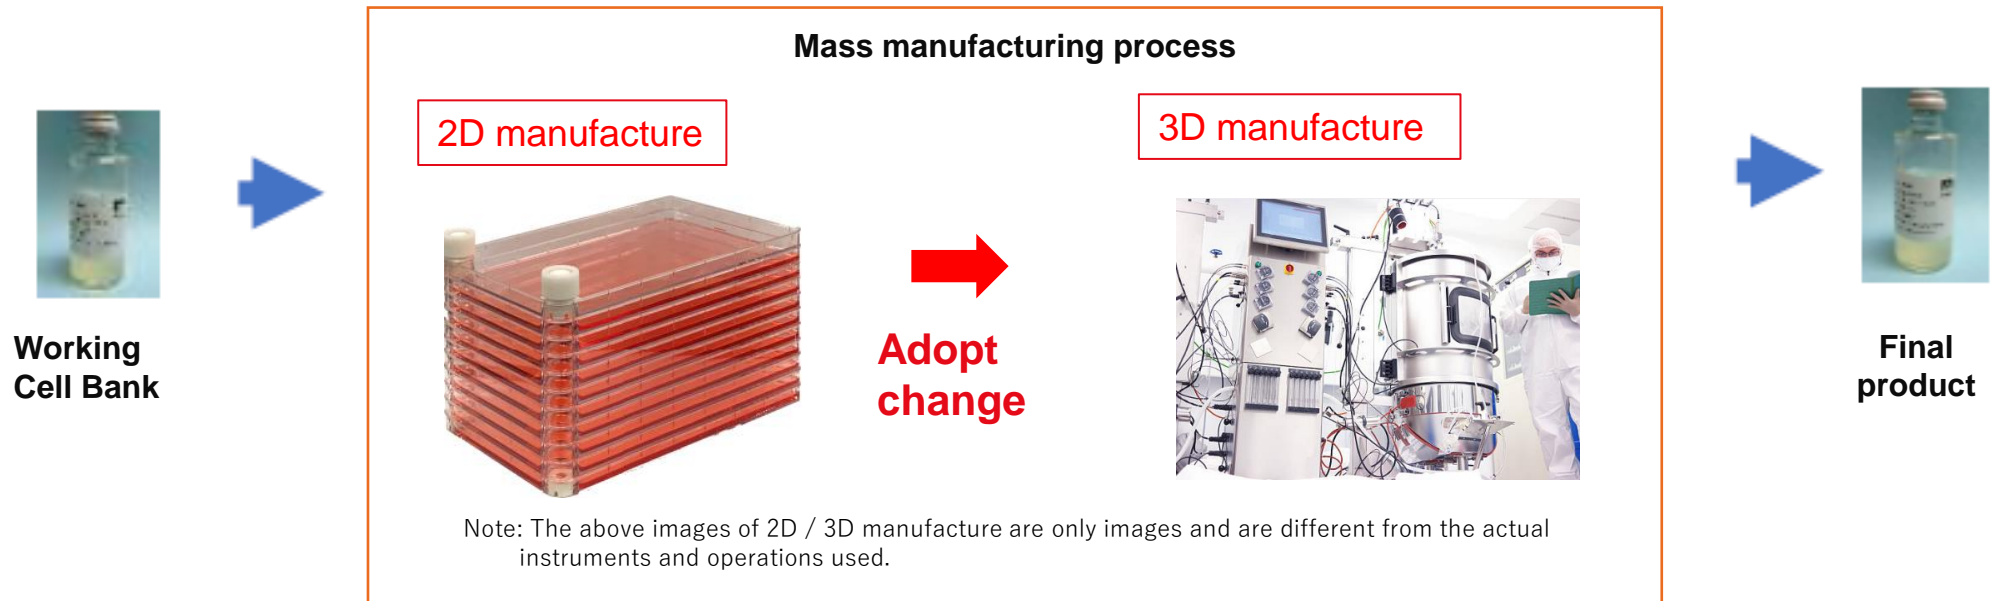 Mass manufacturing process
2D manufacture
3D manufacture
Adopt
change
Working
Cell Bank
Final
product
Note: The above images of 2D / 3D manufacture are only images and are different from the actual
instruments and operations used.